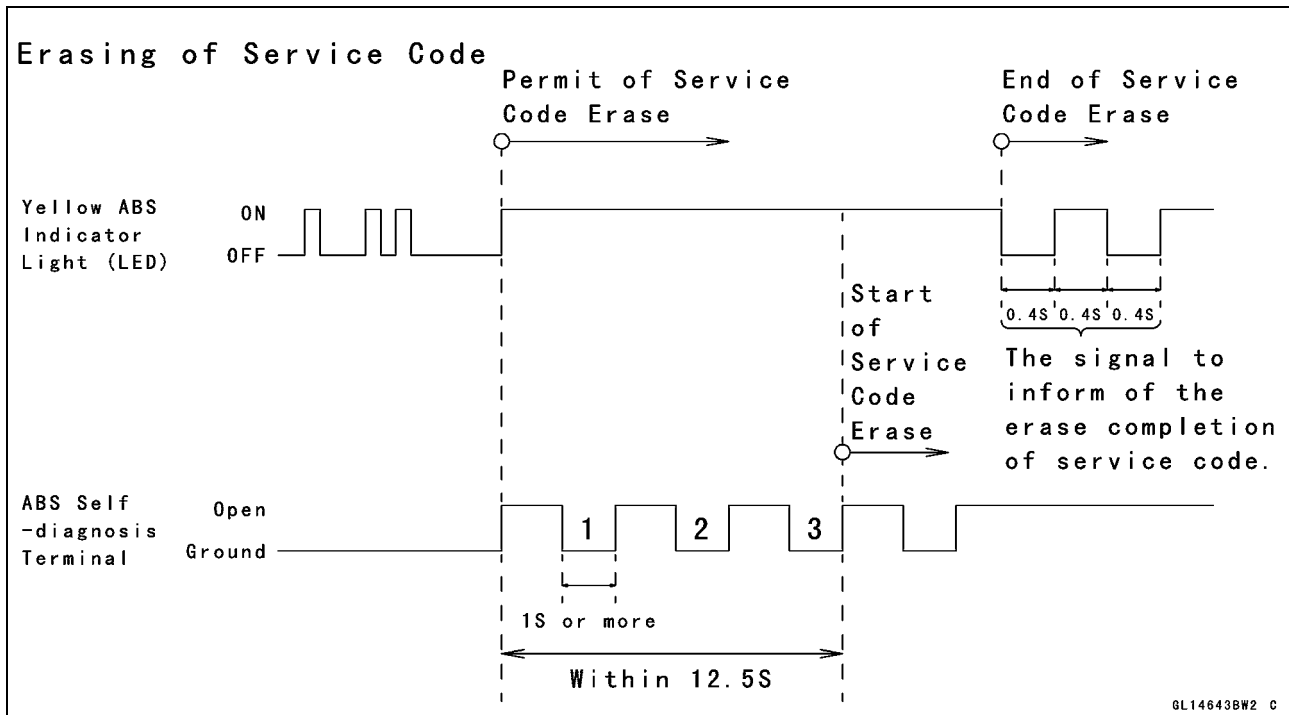 Erasing of Service Code
Permit of Service
Code Erase
End of Service
Code Erase
Yellow ABS
Indicator
Light (LED)
ON
OFF
0.4S 0.4S 0.4S
Start
of
Service
Code
Erase
The signal to
inform of the
erase completion
of service code.
ABS Self
-diagnosis
Terminal
Open
Ground
1 2 3
1S or more
Within 12.5S
GL14643BW2 C